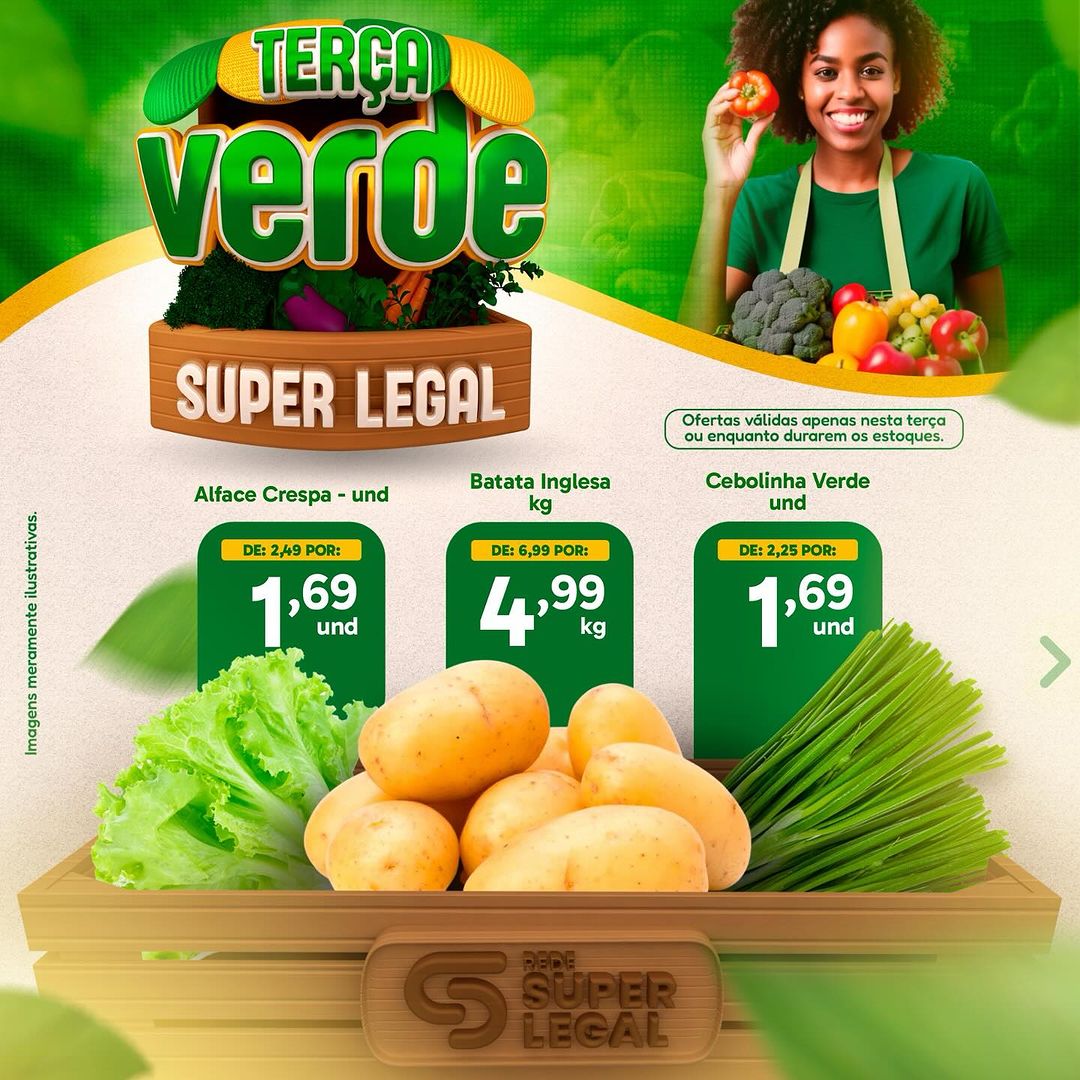 TERÇA
verde
SUPER LEGAL
Ofertas válidas apenas nesta terça
ou enquanto durarem os estoques.
Alface Crespa - und
DE: 2,49 POR:
1,69
und
Batata Inglesa
kg
DE: 6,99 POR:
4,99
kg
Cebolinha Verde
und
DE: 2,25 POR:
1,69
und
Imagens meramente ilustrativas.
REDE
SUPER
LEGAL